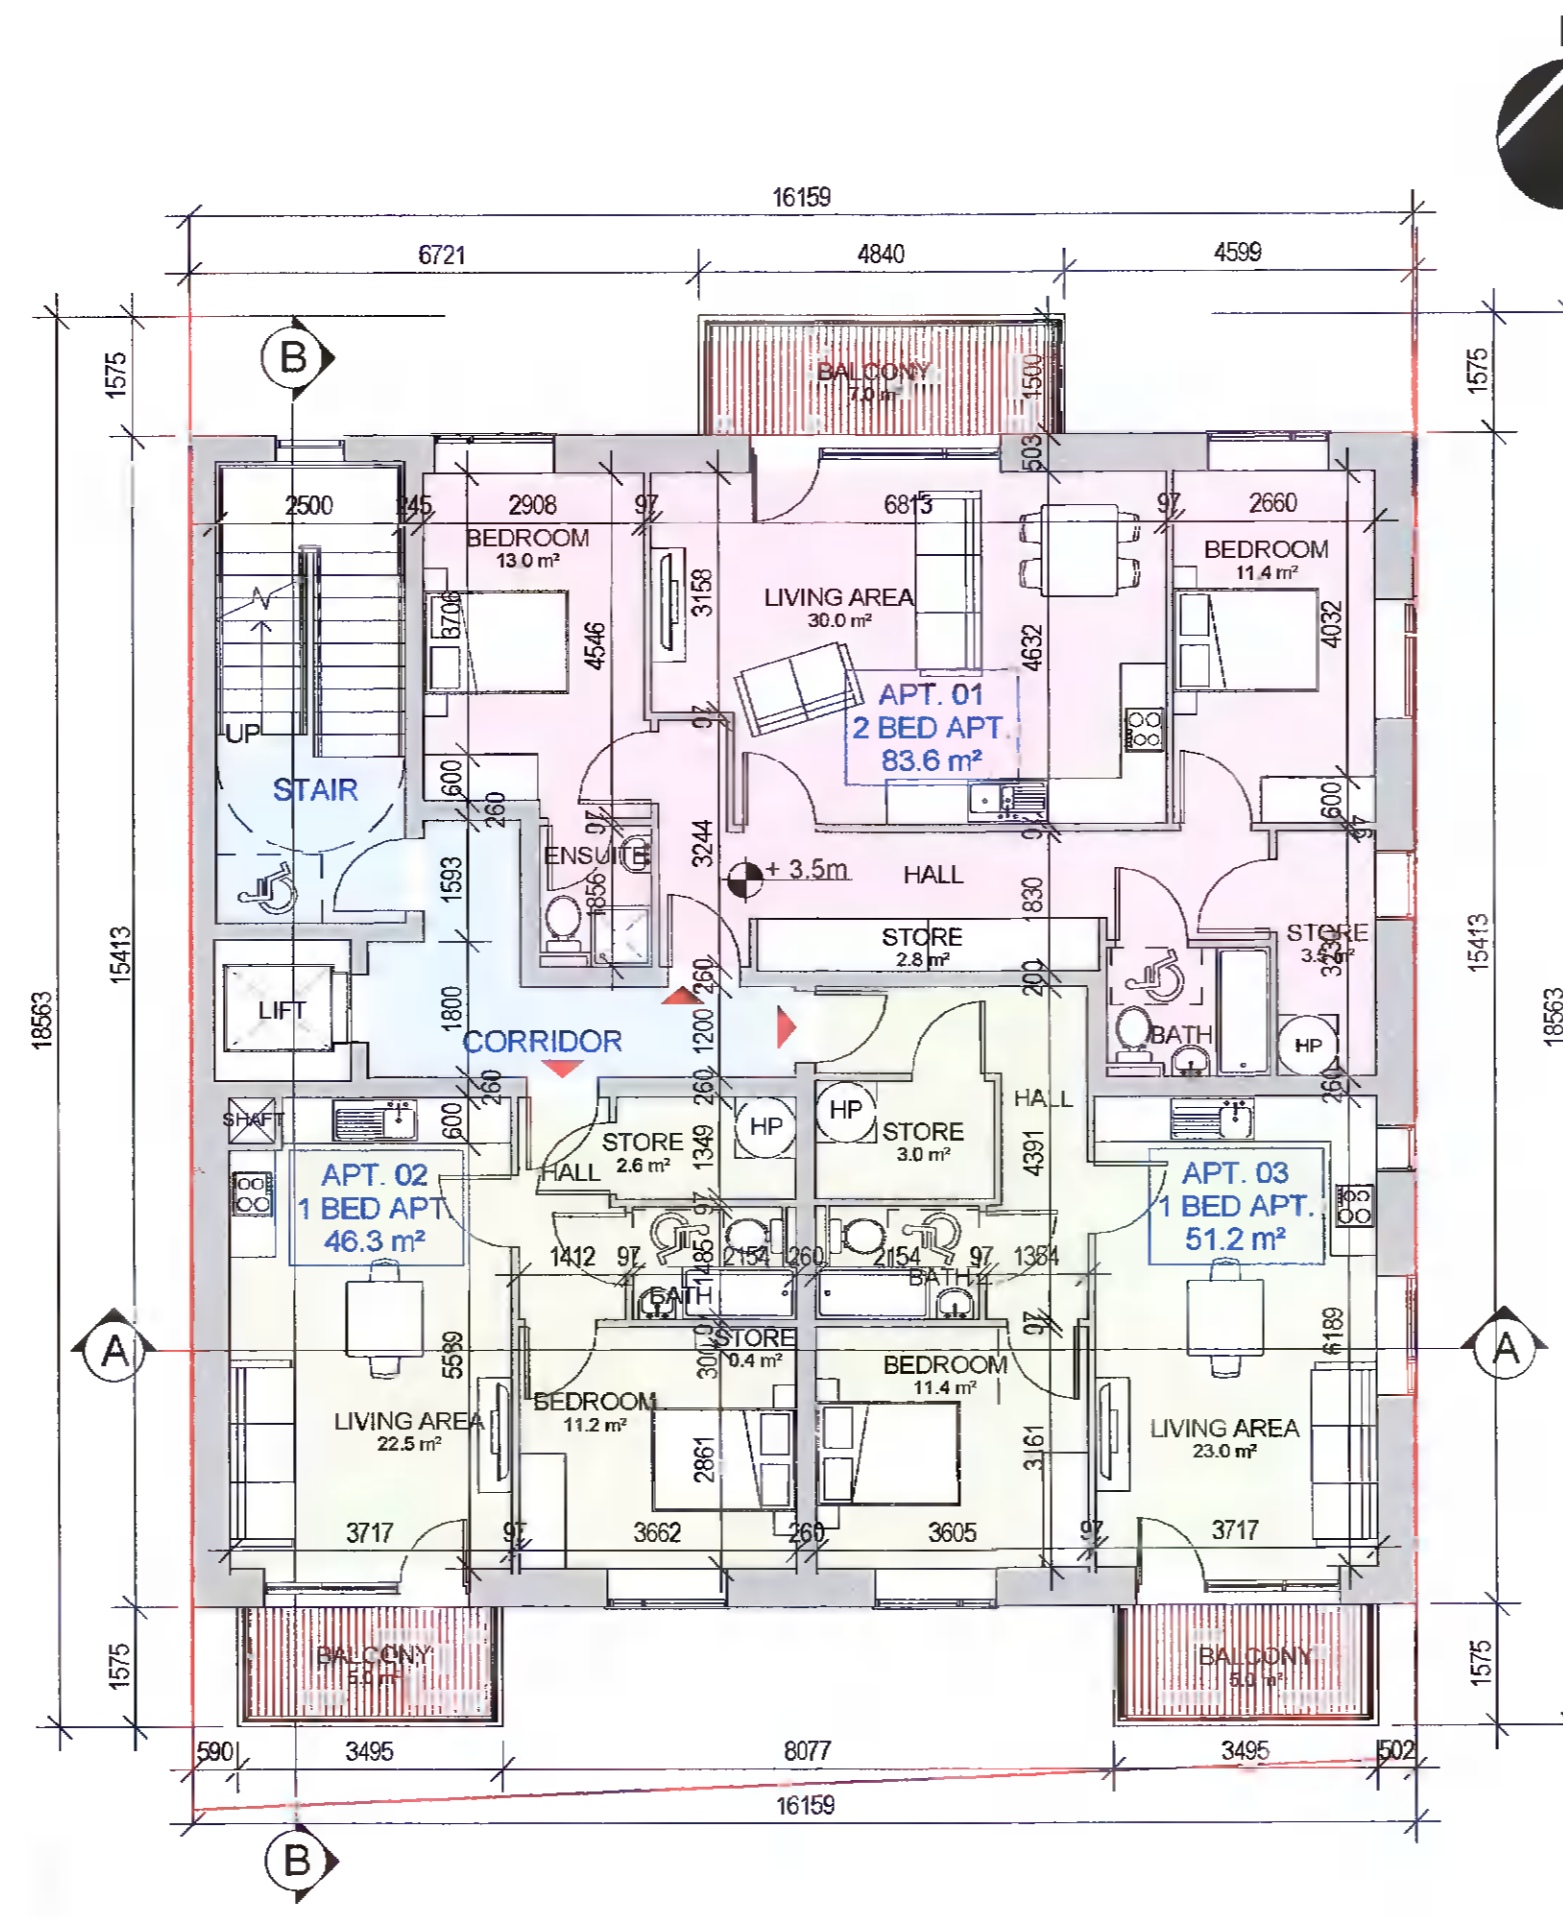 16159
6721
4840
4599
B
1575
1575
BALCONY
7.0 m²
1500
503
2500
245
2908
97
6813
97
2660
BEDROOM
13.0 m²
BEDROOM
11.4 m²
3158
LIVING AREA
30.0 m²
3706
4546
4632
4032
APT. 01
2 BED APT.
83.6 m²
97
UP
STAIR
600
260
600
97
97
3244
ENSUITE
1856
1593
+ 3.5m
HALL
1830
STORE
2.8 m²
STORE
15413
15413
18563
18563
LIFT
1800
CORRIDOR
260
1200
200
BATH
HP
260
260
260
SHAFT
600
STORE
2.6 m²
1349
HP
HP
STORE
3.0 m²
HALL
4391
HALL
APT. 02
1 BED APT.
46.3 m²
APT. 03
1 BED APT.
51.2 m²
97
1412
97
1485
2154
260
2154
97
1364
BATH
BATH
97
STORE
0.4 m²
A
5589
BEDROOM
11.4 m²
6189
A
BEDROOM
11.2 m²
LIVING AREA
22.5 m²
2861
3161
LIVING AREA
23.0 m²
3717
97
3662
260
3605
97
3717
1575
BALCONY
5.0 m²
BALCONY
5.0 m²
1575
590
3495
8077
3495
502
16159
B